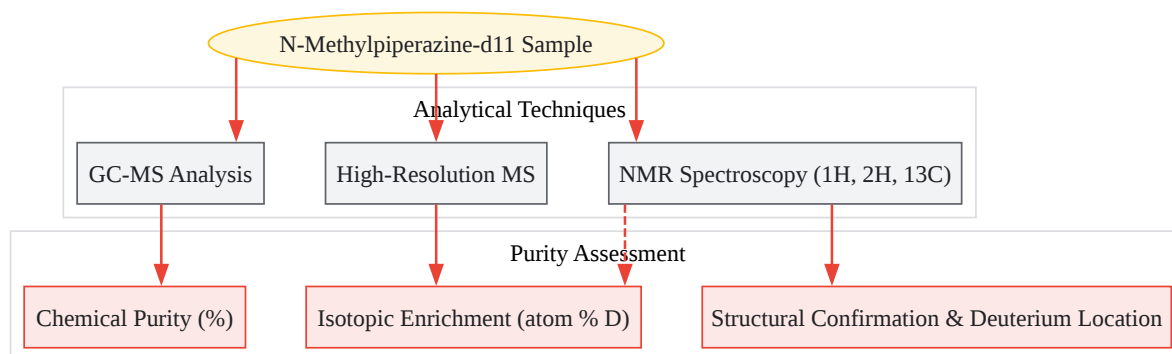 N-Methylpiperazine-d11 Sample
Analytical Techniques
GC-MS Analysis
High-Resolution MS
NMR Spectroscopy (1H, 2H, 13C)
Purity Assessment
Chemical Purity (%)
Isotopic Enrichment (atom % D)
Structural Confirmation & Deuterium Location